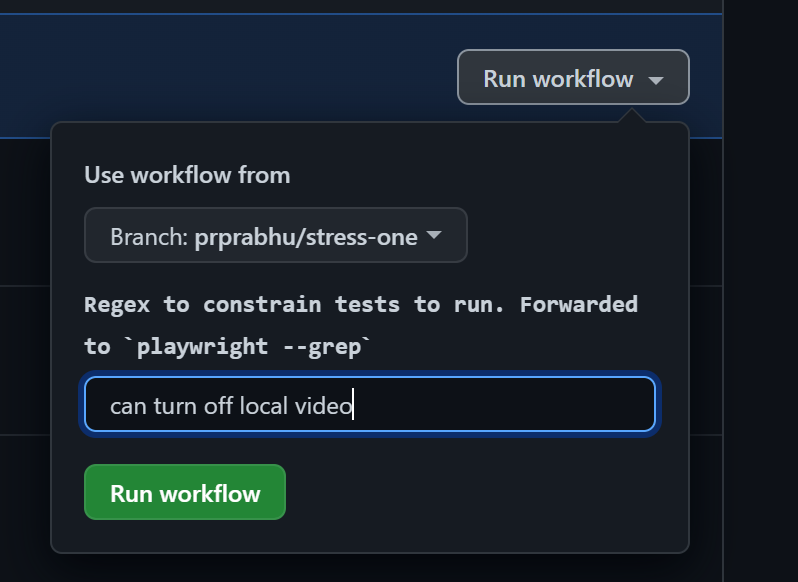 Run workflow
Use workflow from
Branch: prprabhu/stress-one
Regex to constrain tests to run. Forwarded
to `playwright --grep`
can turn off local video
Run workflow